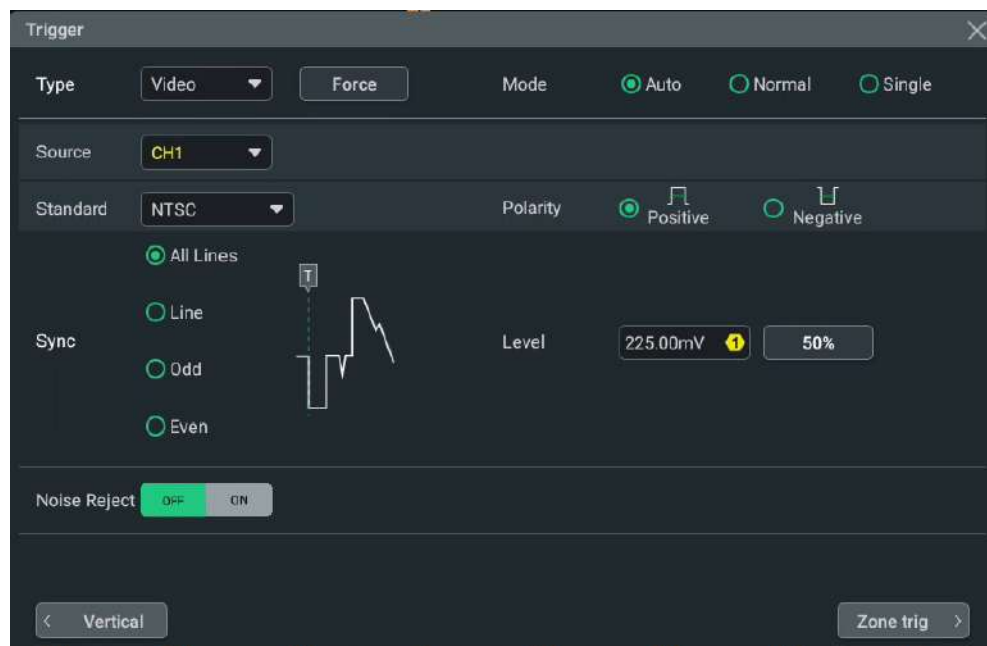 Trigger
Type Video Force Mode Auto Normal Single
Source CH1
Standard NTSC Polarity Positive Negative
All Lines
T
Line
Sync Level 225.00mV 1 50%
Odd
Even
Noise Reject OFF ON
< Vertical Zone trig >